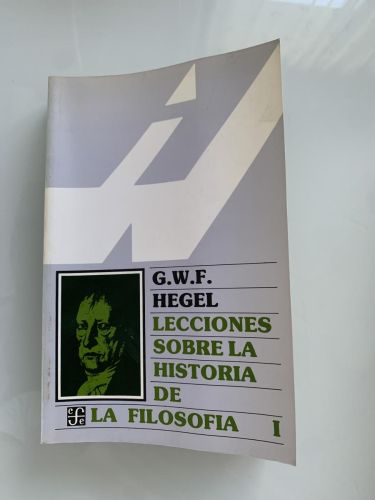 G.W.F.
HEGEL
LECCIONES
SOBRE LA
HISTORIA
DE
LA FILOSOFIA I